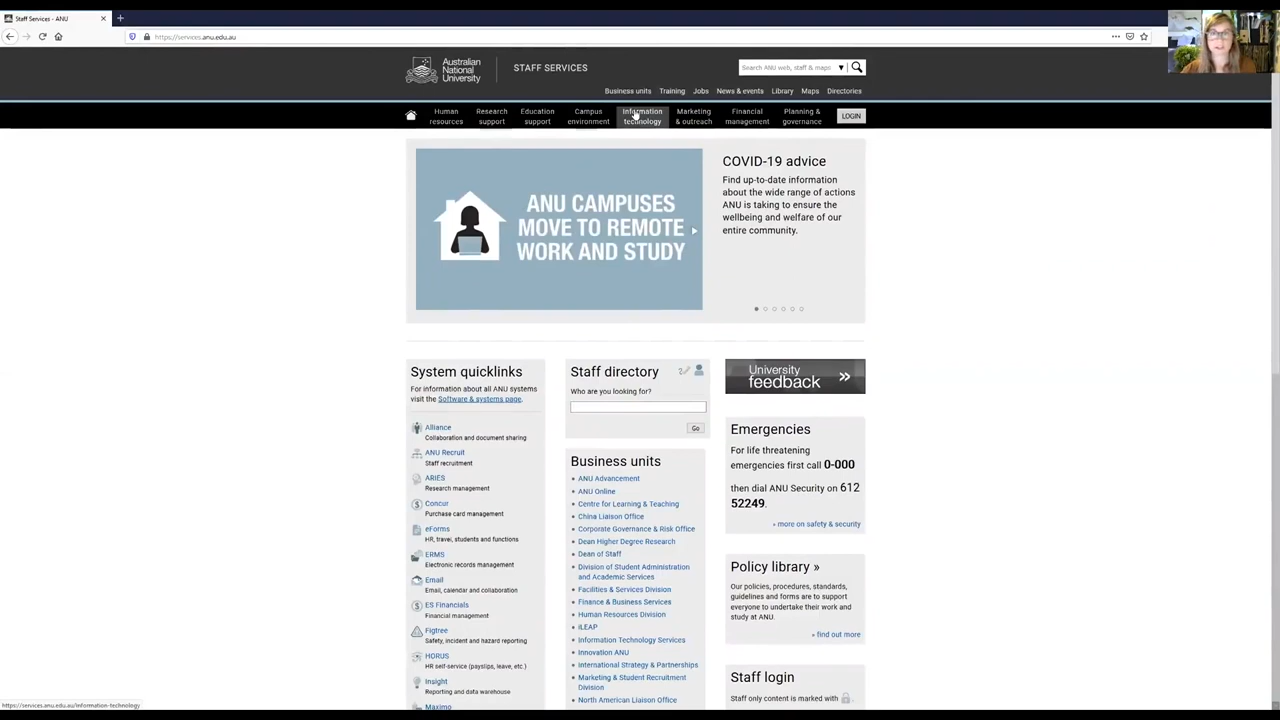 Staff Services - ANU
https://services.anu.edu.au
Australian
National
University
STAFF SERVICES
Search ANU web, staff & maps
Business units Training Jobs News & events Library Maps Directories
Human resources
Research support
Education support
Campus environment
Information technology
Marketing & outreach
Financial management
Planning & governance
LOGIN
ANU CAMPUSES
MOVE TO REMOTE
WORK AND STUDY
COVID-19 advice
Find up-to-date information
about the wide range of actions
ANU is taking to ensure the
wellbeing and welfare of our
entire community.
System quicklinks
For information about all ANU systems
visit the Software & systems page.
Alliance
Collaboration and document sharing
ANU Recruit
Staff recruitment
ARIES
Research management
Concur
Purchase card management
eForms
HR, travel, students and functions
ERMS
Electronic records management
Email
Email, calendar and collaboration
ES Financials
Financial management
Figtree
Safety, incident and hazard reporting
HORUS
HR self-service (payslips, leave, etc.)
Insight
Reporting and data warehouse
Maximo
Staff directory
Who are you looking for?
Go
Business units
ANU Advancement
ANU Online
Centre for Learning & Teaching
China Liaison Office
Corporate Governance & Risk Office
Dean Higher Degree Research
Dean of Staff
Division of Student Administration
and Academic Services
Facilities & Services Division
Finance & Business Services
Human Resources Division
iLEAP
Information Technology Services
Innovation ANU
International Strategy & Partnerships
Marketing & Student Recruitment
Division
North American Liaison Office
University
feedback »
Emergencies
For life threatening
emergencies first call 0-000
then dial ANU Security on 612
52249.
» more on safety & security
Policy library »
Our policies, procedures, standards,
guidelines and forms are to support
everyone to undertake their work and
study at ANU.
» find out more
Staff login
Staff only content is marked with
https://services.anu.edu.au/information-technology